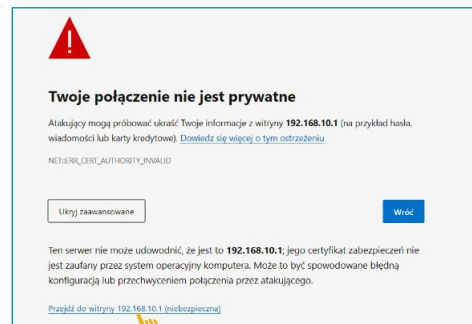 Twoje połączenie nie jest prywatne
Atakujący mogą próbować ukraść Twoje informacje z witryny 192.168.10.1 (na przykład hasła,
wiadomości lub karty kredytowe). Dowiedz się więcej o tym ostrzeżeniu
NET::ERR_CERT_AUTHORITY_INVALID
Ukryj zaawansowane
Wróć
Ten serwer nie może udowodnić, że jest to 192.168.10.1; jego certyfikat zabezpieczeń nie
jest zaufany przez system operacyjny komputera. Może to być spowodowane błędną
konfiguracją lub przechwyceniem połączenia przez atakującego.
Przejdź do witryny 192.168.10.1 (niebezpieczna)